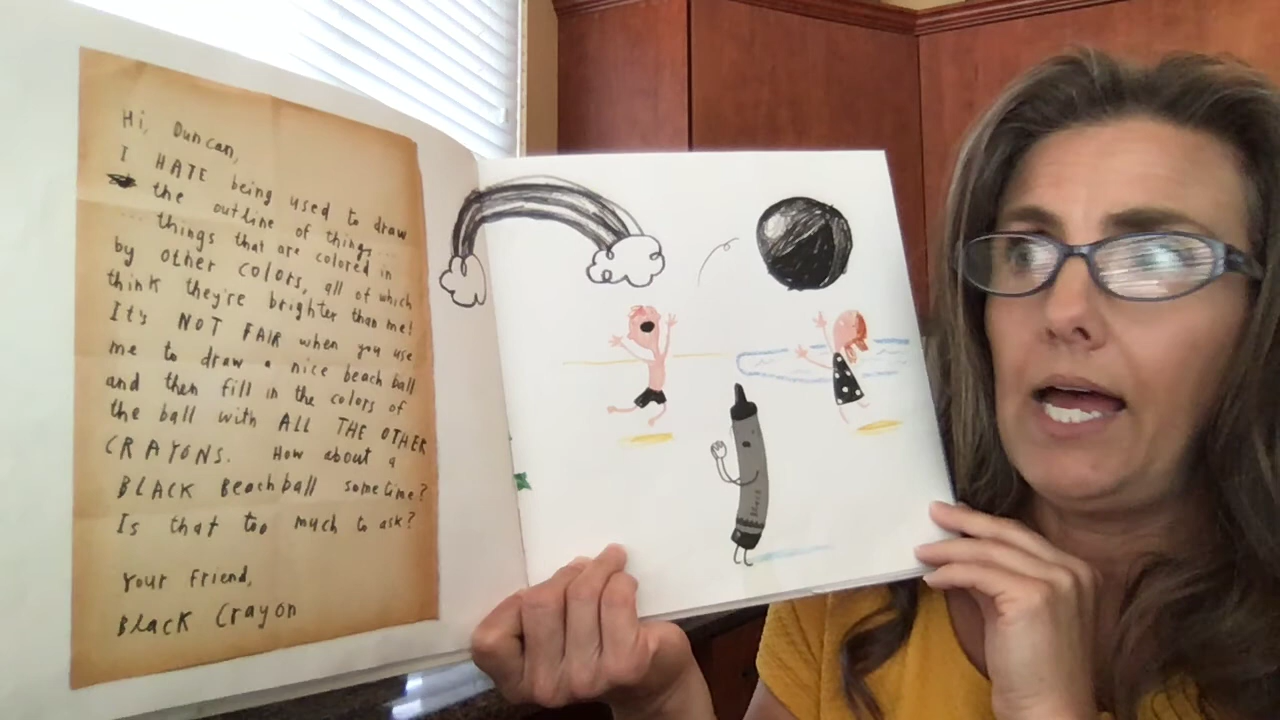 Hi, Duncan,
I HATE being used to draw
the outline of things...
... things that are colored in
by other colors, all of which
think they're brighter than me!
It's NOT FAIR when you use
me to draw a nice beach ball
and then fill in the colors of
the ball with ALL THE OTHER
CRAYONS. How about a
BLACK Beach ball sometime?
Is that too much to ask?
Your friend,
Black Crayon